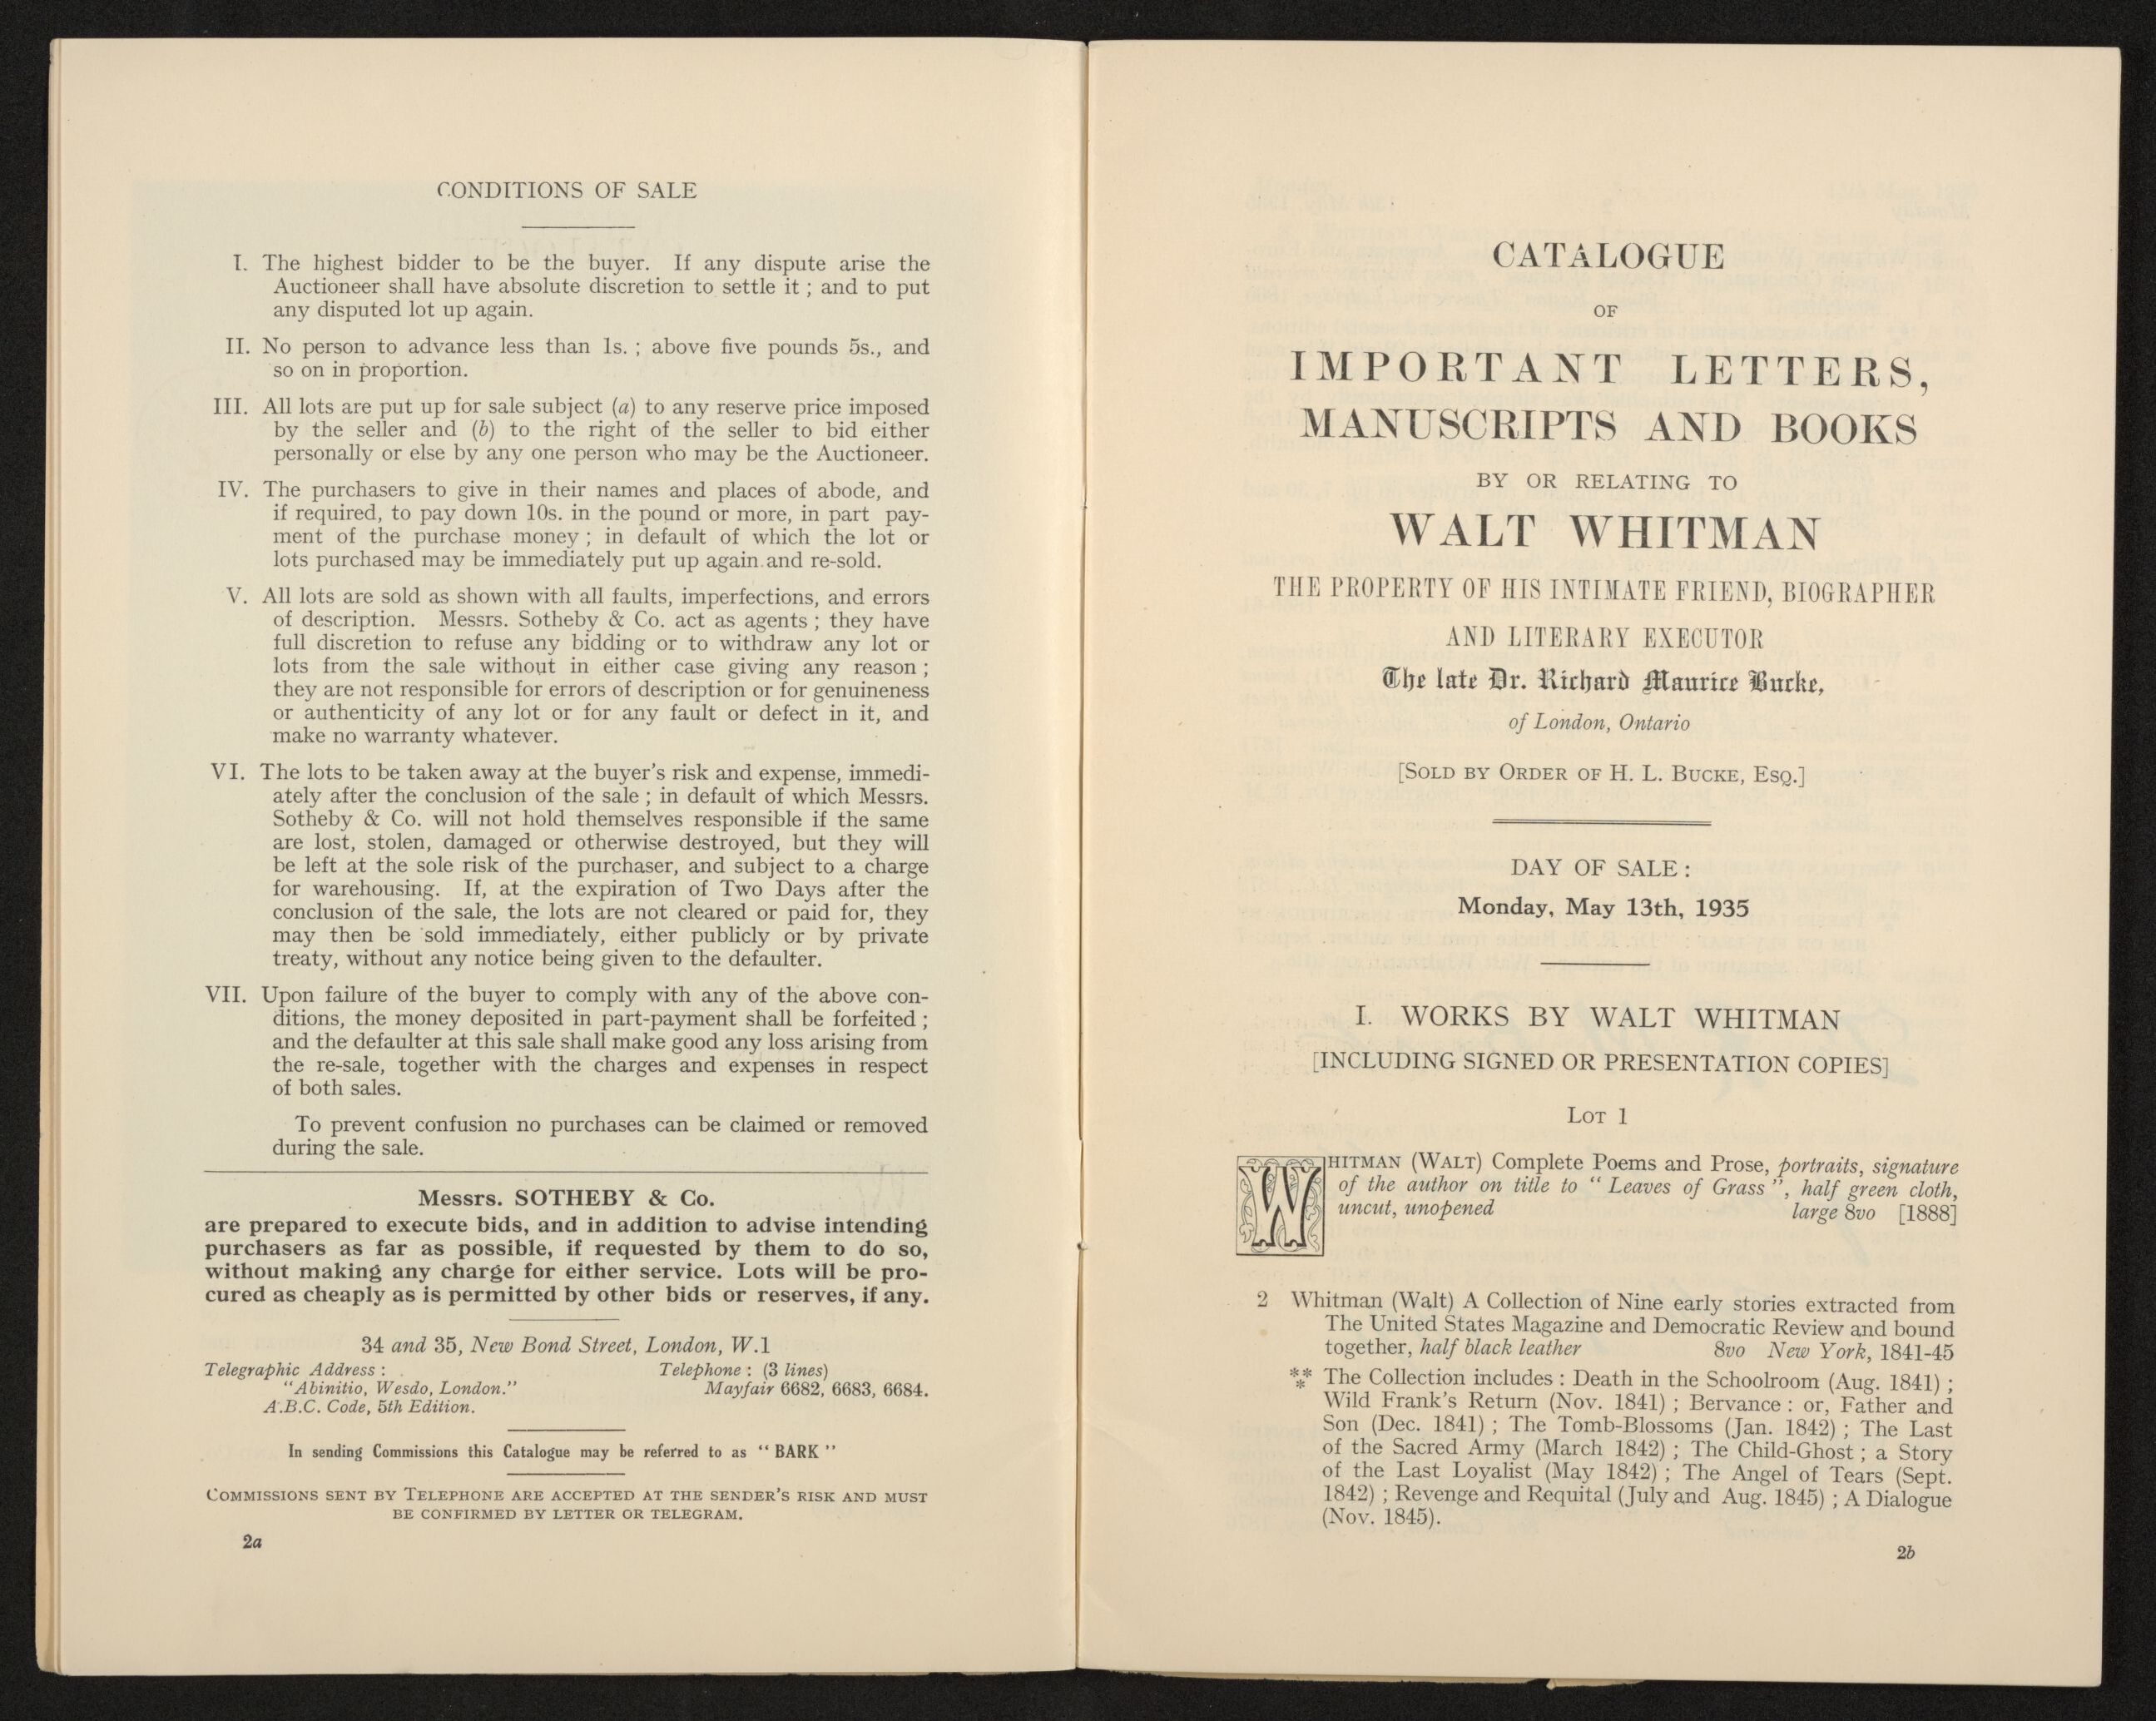 CONDITIONS OF SALE
I. The highest bidder to be the buyer. If any dispute arise the
Auctioneer shall have absolute discretion to settle it ; and to put
any disputed lot up again.
II. No person to advance less than 1s. ; above five pounds 5s., and
so on in proportion.
III. All lots are put up for sale subject (a) to any reserve price imposed
by the seller and (b) to the right of the seller to bid either
personally or else by any one person who may be the Auctioneer.
IV. The purchasers to give in their names and places of abode, and
if required, to pay down 10s. in the pound or more, in part pay-
ment of the purchase money ; in default of which the lot or
lots purchased may be immediately put up again and re-sold.
V. All lots are sold as shown with all faults, imperfections, and errors
of description. Messrs. Sotheby & Co. act as agents ; they have
full discretion to refuse any bidding or to withdraw any lot or
lots from the sale without in either case giving any reason ;
they are not responsible for errors of description or for genuineness
or authenticity of any lot or for any fault or defect in it, and
make no warranty whatever.
VI. The lots to be taken away at the buyer's risk and expense, immedi-
ately after the conclusion of the sale ; in default of which Messrs.
Sotheby & Co. will not hold themselves responsible if the same
are lost, stolen, damaged or otherwise destroyed, but they will
be left at the sole risk of the purchaser, and subject to a charge
for warehousing. If, at the expiration of Two Days after the
conclusion of the sale, the lots are not cleared or paid for, they
may then be sold immediately, either publicly or by private
treaty, without any notice being given to the defaulter.
VII. Upon failure of the buyer to comply with any of the above con-
ditions, the money deposited in part-payment shall be forfeited ;
and the defaulter at this sale shall make good any loss arising from
the re-sale, together with the charges and expenses in respect
of both sales.
To prevent confusion no purchases can be claimed or removed
during the sale.
Messrs. SOTHEBY & Co.
are prepared to execute bids, and in addition to advise intending
purchasers as far as possible, if requested by them to do so,
without making any charge for either service. Lots will be pro-
cured as cheaply as is permitted by other bids or reserves, if any.
34 and 35, New Bond Street, London, W.1
Telegraphic Address : Telephone : (3 lines)
"Abinitio, Wesdo, London." Mayfair 6682, 6683, 6684.
A.B.C. Code, 5th Edition.
In sending Commissions this Catalogue may be referred to as " BARK "
COMMISSIONS SENT BY TELEPHONE ARE ACCEPTED AT THE SENDER'S RISK AND MUST
BE CONFIRMED BY LETTER OR TELEGRAM.
2a
CATALOGUE
OF
IMPORTANT LETTERS,
MANUSCRIPTS AND BOOKS
BY OR RELATING TO
WALT WHITMAN
THE PROPERTY OF HIS INTIMATE FRIEND, BIOGRAPHER
AND LITERARY EXECUTOR
The late Dr. Richard Maurice Bucke,
of London, Ontario
[SOLD BY ORDER OF H. L. BUCKE, ESQ.]
DAY OF SALE :
Monday, May 13th, 1935
I. WORKS BY WALT WHITMAN
[INCLUDING SIGNED OR PRESENTATION COPIES]
LOT 1
WHITMAN (WALT) Complete Poems and Prose, portraits, signature
of the author on title to " Leaves of Grass ", half green cloth,
uncut, unopened large 8vo [1888]
2 Whitman (Walt) A Collection of Nine early stories extracted from
The United States Magazine and Democratic Review and bound
together, half black leather 8vo New York, 1841-45
*** The Collection includes : Death in the Schoolroom (Aug. 1841) ;
Wild Frank's Return (Nov. 1841) ; Bervance : or, Father and
Son (Dec. 1841) ; The Tomb-Blossoms (Jan. 1842) ; The Last
of the Sacred Army (March 1842) ; The Child-Ghost ; a Story
of the Last Loyalist (May 1842) ; The Angel of Tears (Sept.
1842) ; Revenge and Requital (July and Aug. 1845) ; A Dialogue
(Nov. 1845).
2b